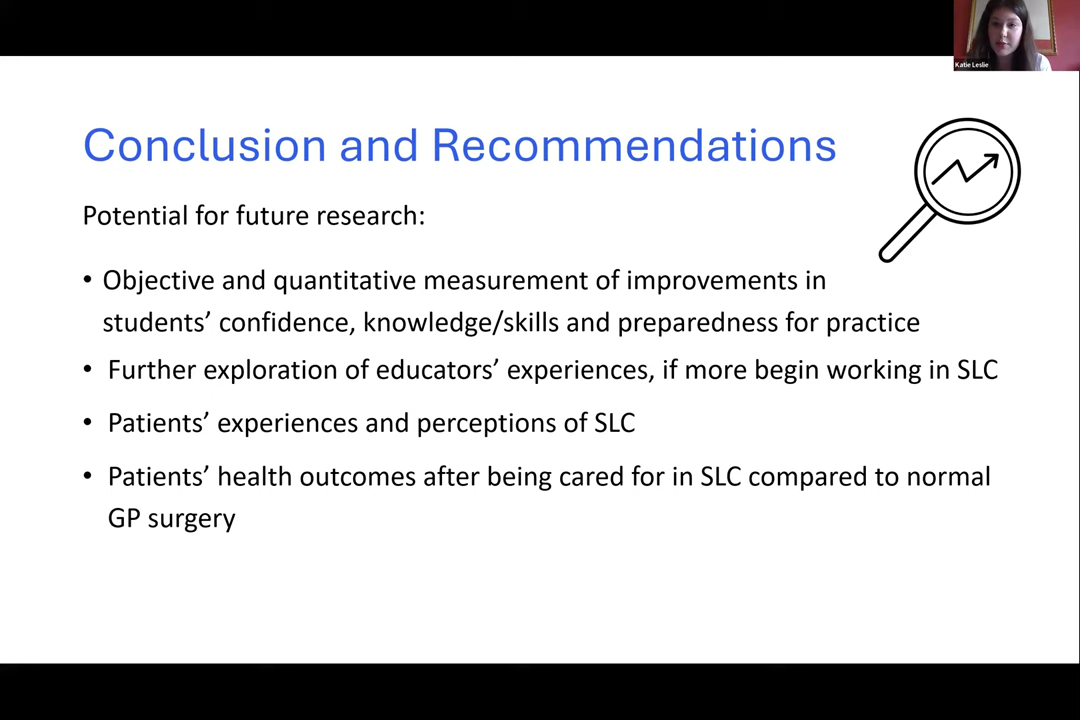 Katie Leslie
Conclusion and Recommendations
Potential for future research:
• Objective and quantitative measurement of improvements in
students’ confidence, knowledge/skills and preparedness for practice
• Further exploration of educators’ experiences, if more begin working in SLC
• Patients’ experiences and perceptions of SLC
• Patients’ health outcomes after being cared for in SLC compared to normal
GP surgery